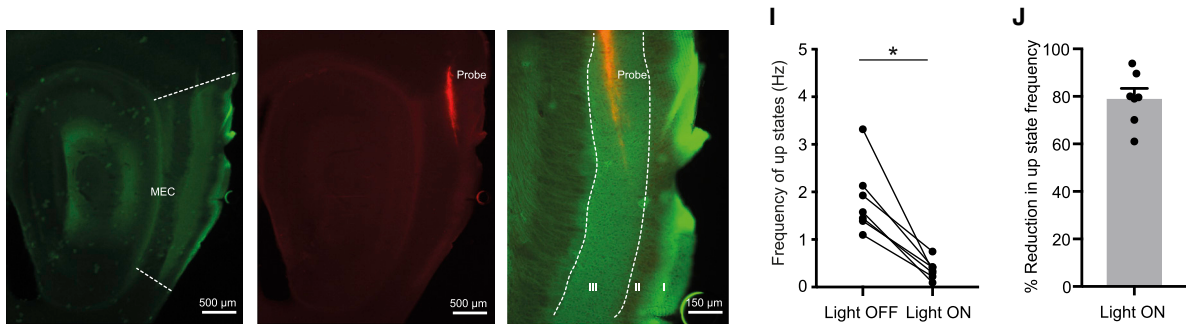 MEC
500 µm
Probe
500 µm
Probe
III
II
I
150 µm
I
Frequency of up states (Hz)
5
4
3
2
1
0
*
Light OFF
Light ON
J
% Reduction in up state frequency
100
80
60
40
20
0
Light ON